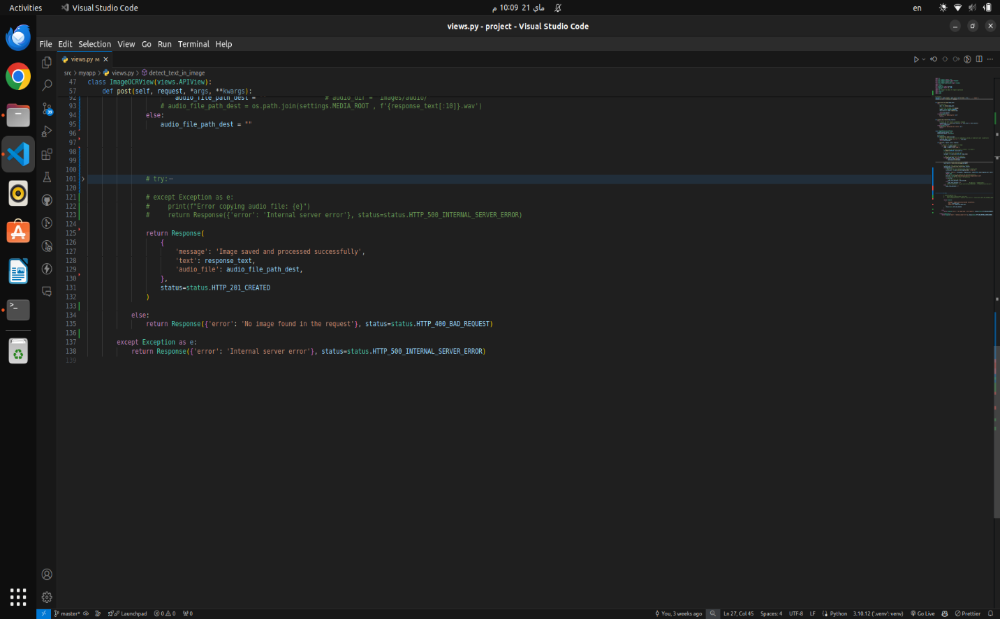 Activities
Visual Studio Code
ماي 21 10:09 م
en
views.py - project - Visual Studio Code
File Edit Selection View Go Run Terminal Help
views.py M
src > myapp > views.py > detect_text_in_image
47 class ImageOCRView(views.APIView):
57 def post(self, request, *args, **kwargs):
93 # audio_file_path_dest = os.path.join(settings.MEDIA_ROOT , f'{response_text[:10]}.wav')
94 else:
95 audio_file_path_dest = ""
96
97
98
99
100
101 # try:
120
121 # except Exception as e:
122 # print(f"Error copying audio file: {e}")
123 # return Response({'error': 'Internal server error'}, status=status.HTTP_500_INTERNAL_SERVER_ERROR)
124
125 return Response(
126 {
127 'message': 'Image saved and processed successfully',
128 'text': response_text,
129 'audio_file': audio_file_path_dest,
130 },
131 status=status.HTTP_201_CREATED
132 )
133
134 else:
135 return Response({'error': 'No image found in the request'}, status=status.HTTP_400_BAD_REQUEST)
136
137 except Exception as e:
138 return Response({'error': 'Internal server error'}, status=status.HTTP_500_INTERNAL_SERVER_ERROR)
139
master* Launchpad 0 0 0 You, 3 weeks ago Ln 27, Col 45 Spaces: 4 UTF-8 LF Python 3.10.12 ('.venv': venv) Go Live Prettier